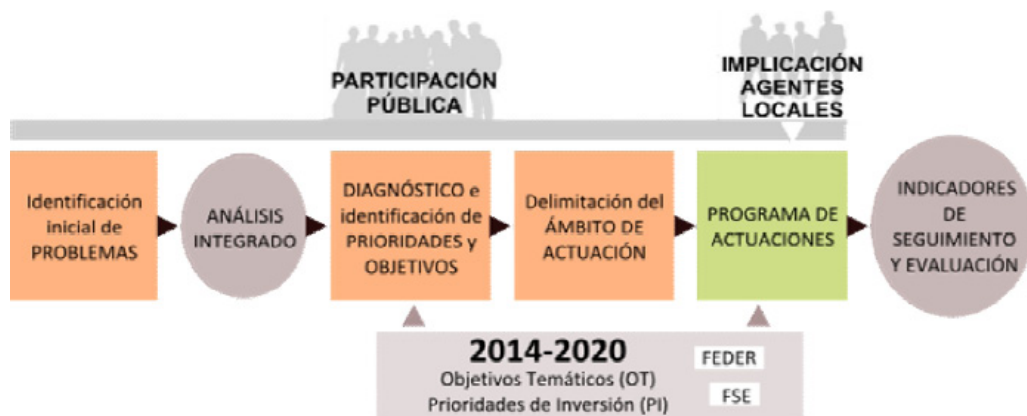 PARTICIPACIÓN
PÚBLICA
IMPLICACIÓN
AGENTES
LOCALES
Identificación
inicial de
PROBLEMAS
ANÁLISIS
INTEGRADO
DIAGNÓSTICO e
identificación de
PRIORIDADES y
OBJETIVOS
Delimitación del
ÁMBITO DE
ACTUACIÓN
PROGRAMA DE
ACTUACIONES
INDICADORES
DE
SEGUIMIENTO
Y EVALUACIÓN
2014-2020
Objetivos Temáticos (OT)
Prioridades de Inversión (PI)
FEDER
FSE